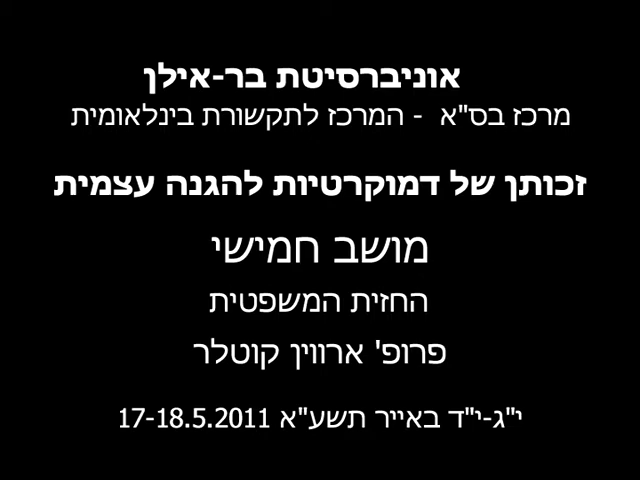 אוניברסיטת בר-אילן
מרכז בס"א - המרכז לתקשורת בינלאומית
זכותן של דמוקרטיות להגנה עצמית
מושב חמישי
החזית המשפטית
פרופ' ארווין קוטלר
י"ג-י"ד באייר תשע"א 17-18.5.2011